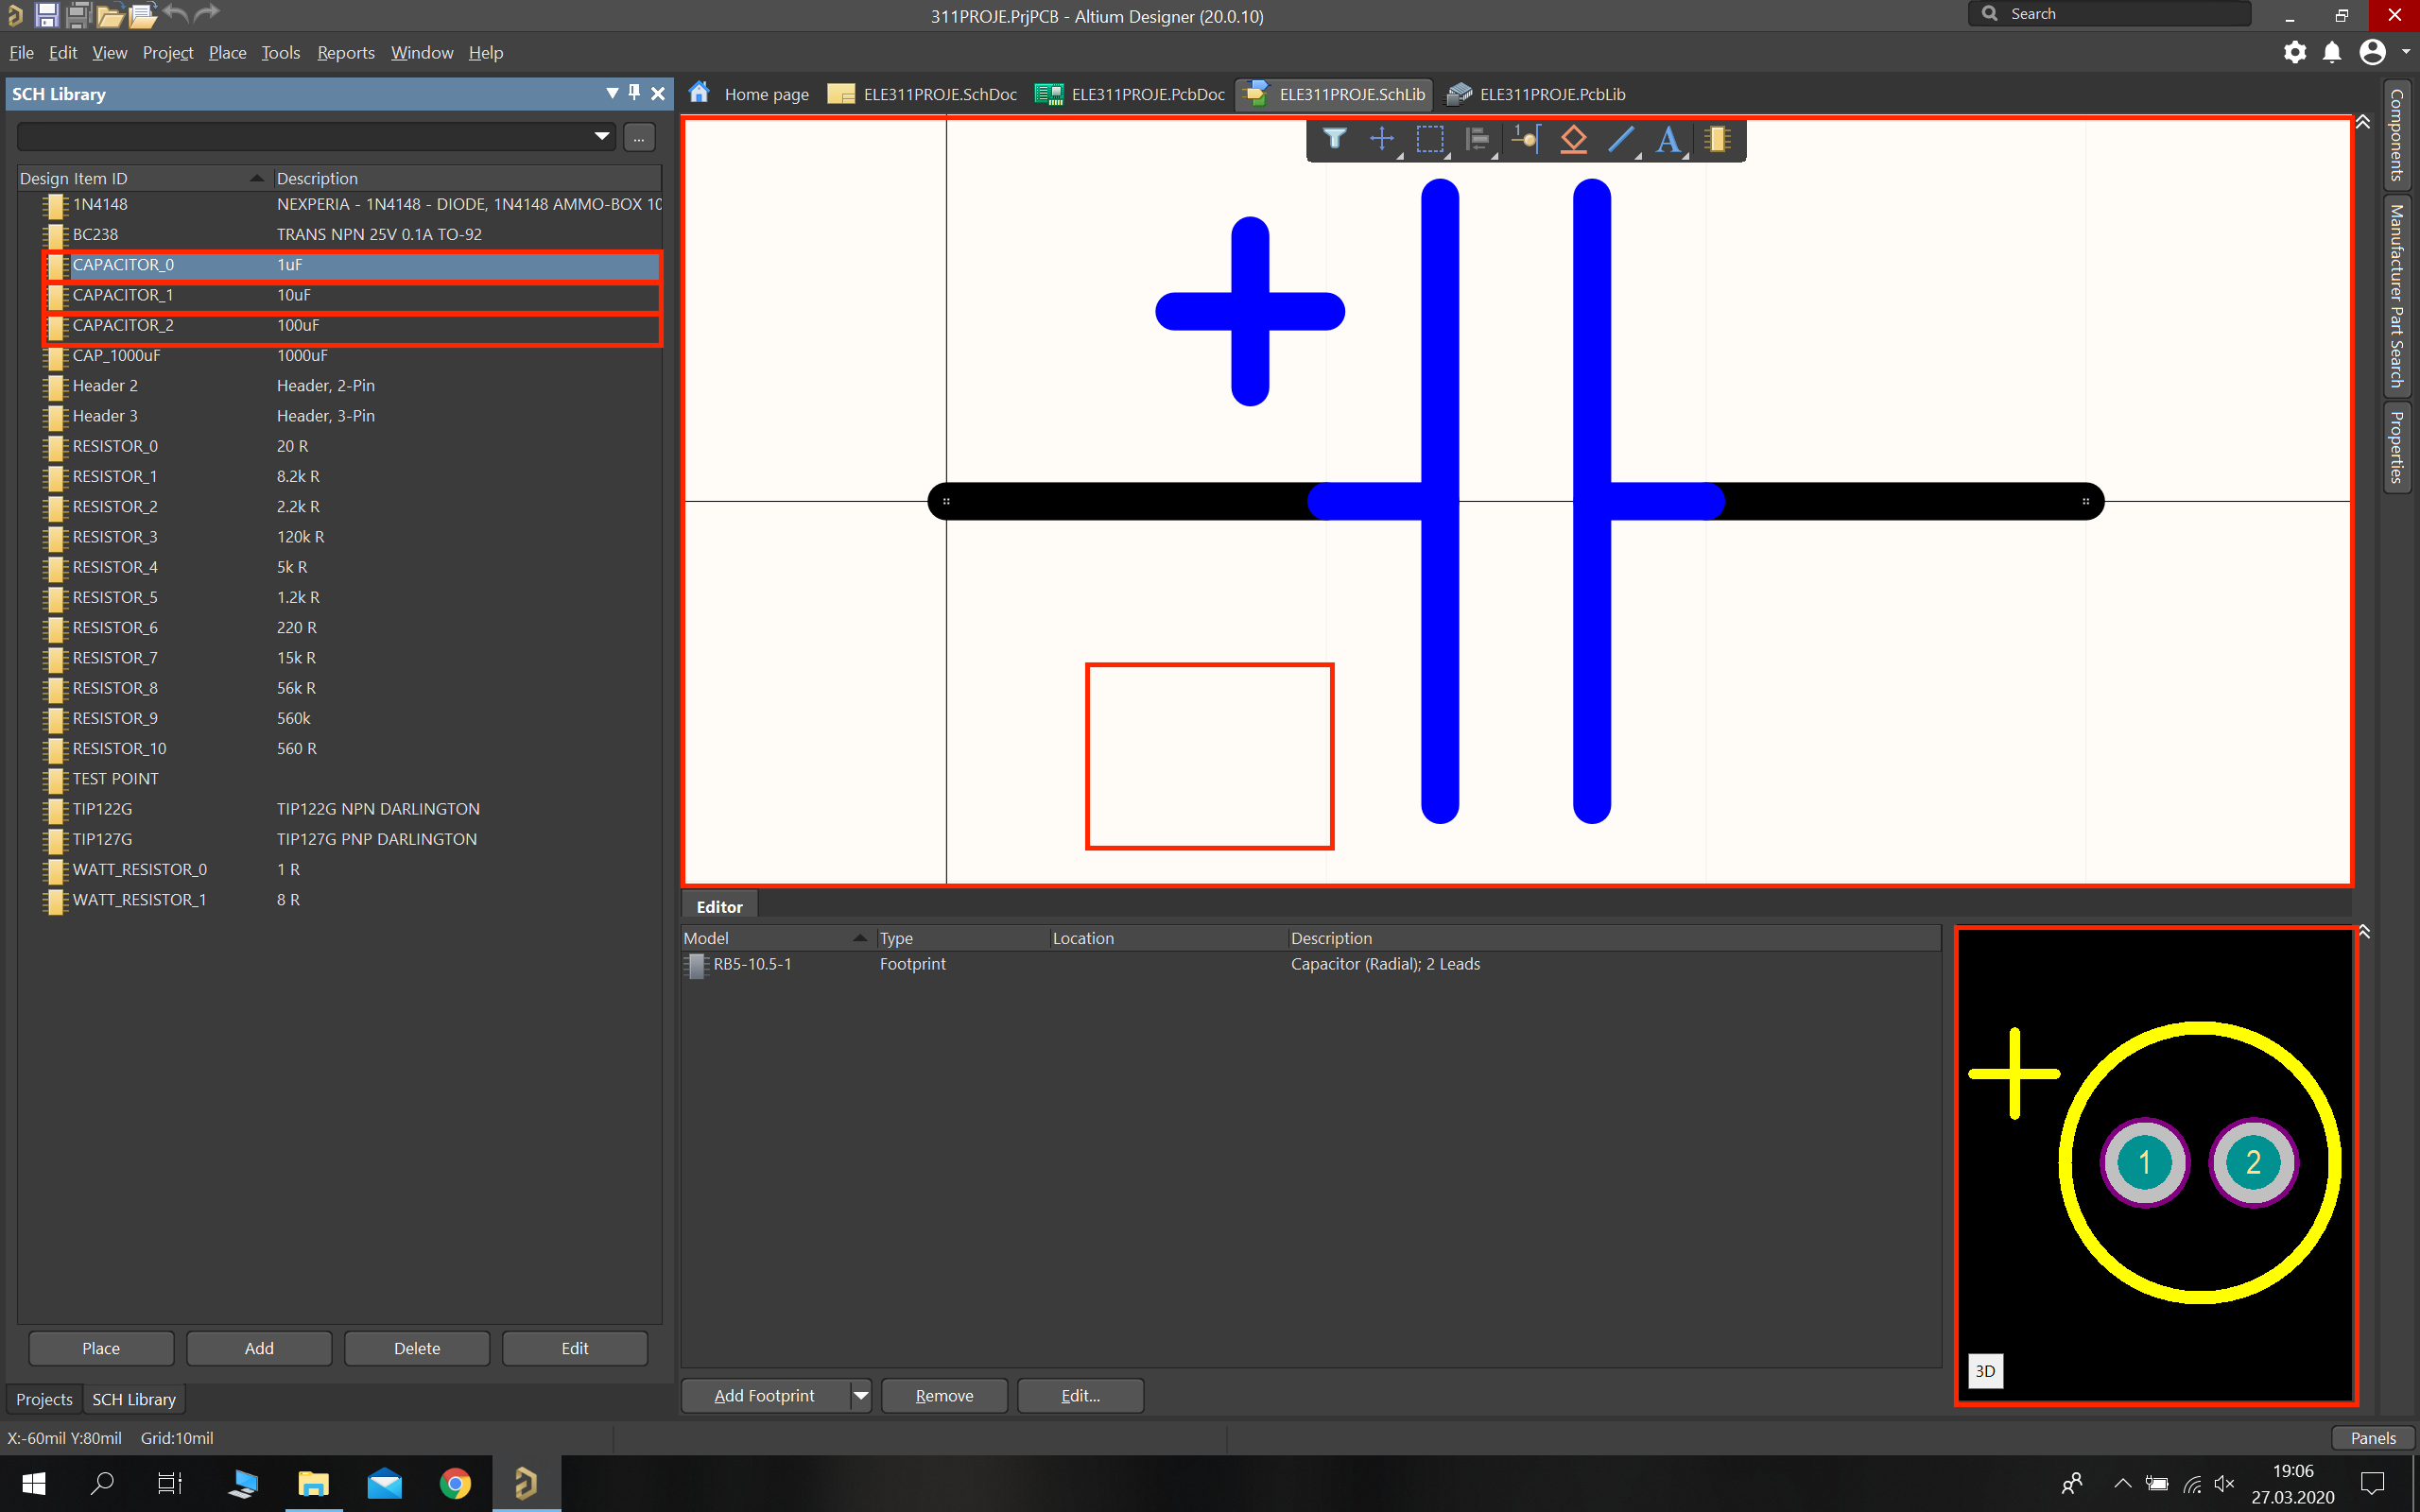 311PROJE.PrjPCB - Altium Designer (20.0.10)
Search
File Edit View Project Place Tools Reports Window Help
SCH Library
Home page
ELE311PROJE.SchDoc
ELE311PROJE.PcbDoc
ELE311PROJE.SchLib
ELE311PROJE.PcbLib
...
Design Item ID Description
1N4148 NEXPERIA - 1N4148 - DIODE, 1N4148 AMMO-BOX 10
BC238 TRANS NPN 25V 0.1A TO-92
CAPACITOR_0 1uF
CAPACITOR_1 10uF
CAPACITOR_2 100uF
CAP_1000uF 1000uF
Header 2 Header, 2-Pin
Header 3 Header, 3-Pin
RESISTOR_0 20 R
RESISTOR_1 8.2k R
RESISTOR_2 2.2k R
RESISTOR_3 120k R
RESISTOR_4 5k R
RESISTOR_5 1.2k R
RESISTOR_6 220 R
RESISTOR_7 15k R
RESISTOR_8 56k R
RESISTOR_9 560k
RESISTOR_10 560 R
TEST POINT
TIP122G TIP122G NPN DARLINGTON
TIP127G TIP127G PNP DARLINGTON
WATT_RESISTOR_0 1 R
WATT_RESISTOR_1 8 R
Place Add Delete Edit
Projects SCH Library
Components
Manufacturer Part Search
Properties
Editor
Model Type Location Description
RB5-10.5-1 Footprint Capacitor (Radial); 2 Leads
1 2
3D
Add Footprint Remove Edit...
X:-60mil Y:80mil Grid:10mil
Panels
19:06
27.03.2020